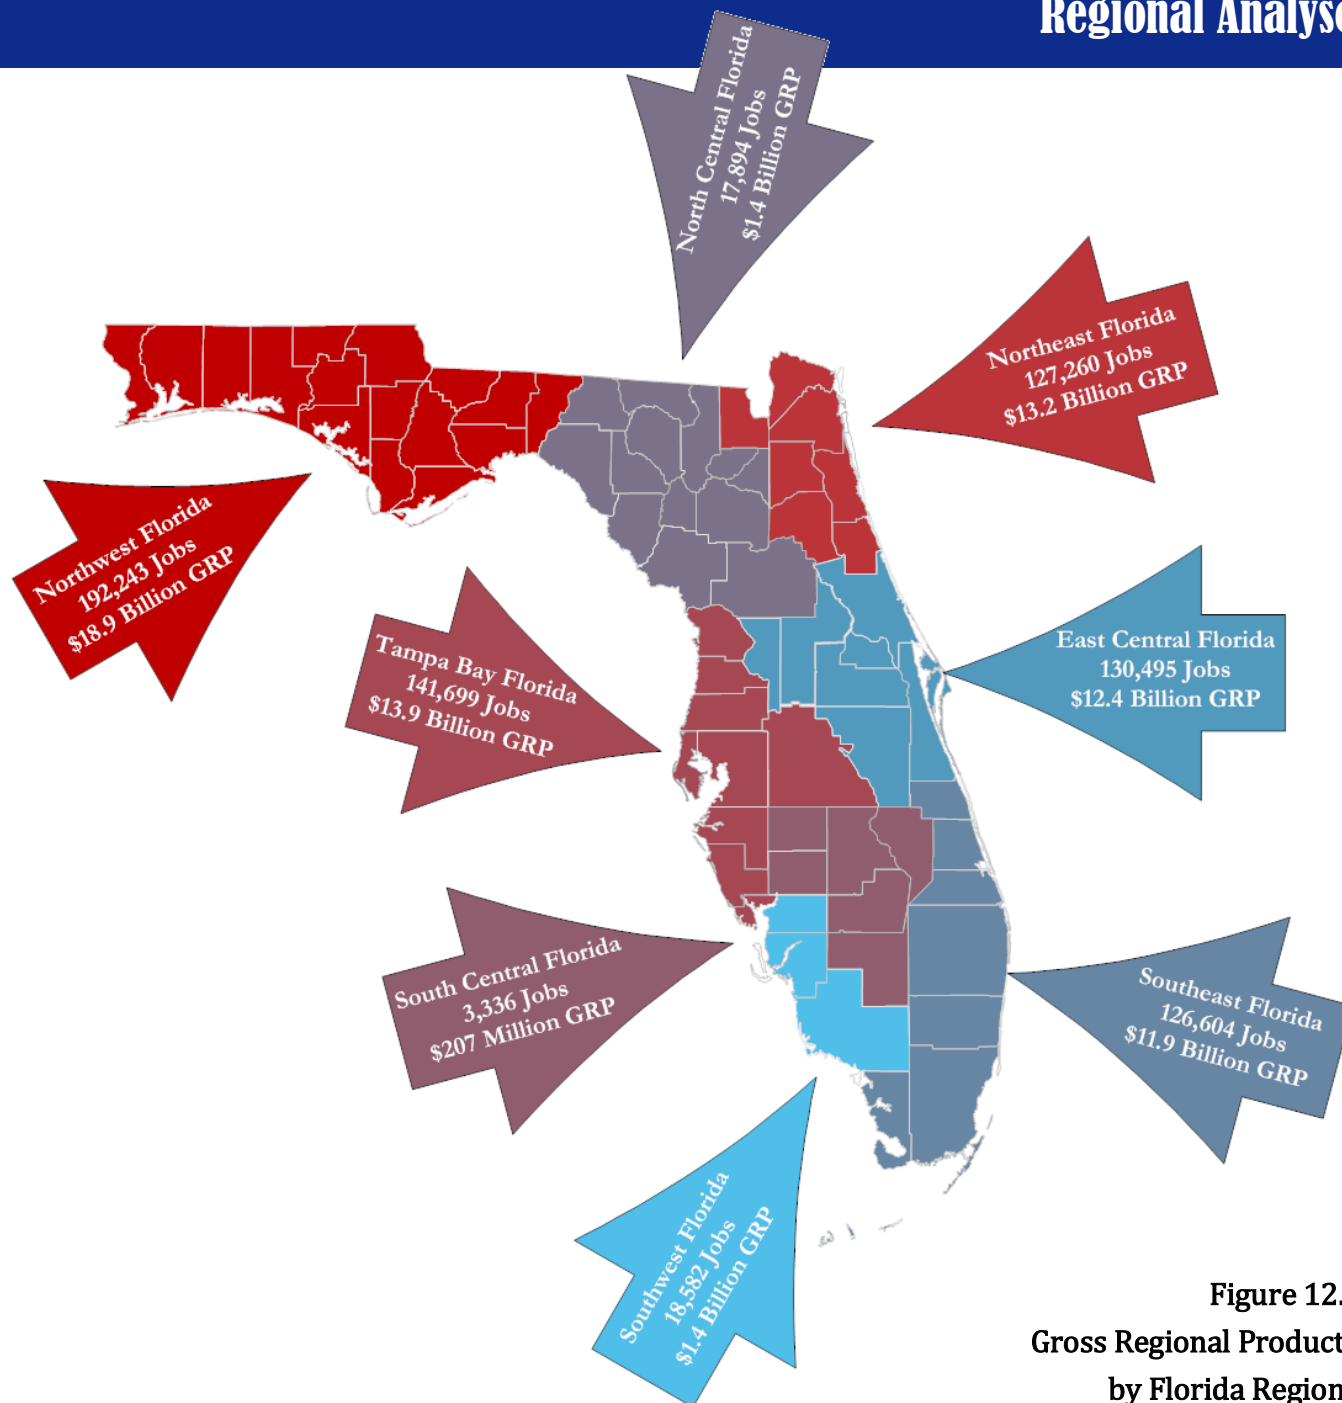 Regional Analyse
North Central Florida
17,894 Jobs
$1.4 Billion GRP
Northeast Florida
127,260 Jobs
$13.2 Billion GRP
Northwest Florida
192,243 Jobs
$18.9 Billion GRP
Tampa Bay Florida
141,699 Jobs
$13.9 Billion GRP
East Central Florida
130,495 Jobs
$12.4 Billion GRP
South Central Florida
3,336 Jobs
$207 Million GRP
Southeast Florida
126,604 Jobs
$11.9 Billion GRP
Southwest Florida
18,582 Jobs
$1.4 Billion GRP
Figure 12.
Gross Regional Product
by Florida Region